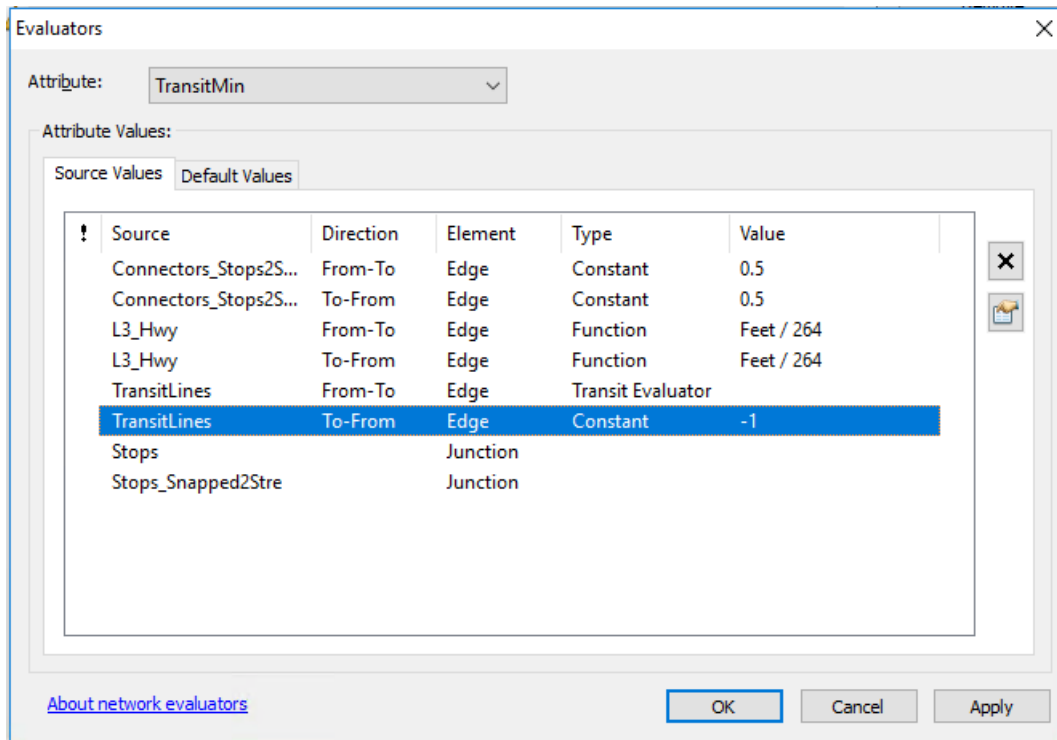 Evaluators
Attribute: TransitMin
Attribute Values:
Source Values Default Values
! Source Direction Element Type Value
Connectors_Stops2S... From-To Edge Constant 0.5
Connectors_Stops2S... To-From Edge Constant 0.5
L3_Hwy From-To Edge Function Feet / 264
L3_Hwy To-From Edge Function Feet / 264
TransitLines From-To Edge Transit Evaluator
TransitLines To-From Edge Constant -1
Stops Junction
Stops_Snapped2Stre Junction
About network evaluators OK Cancel Apply